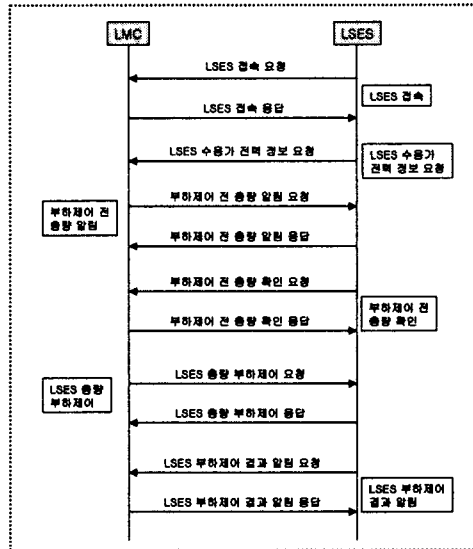 LMC
LSES
LSES 접속 요청
LSES 접속
LSES 접속 응답
LSES 수용가 전력 정보 요청
LSES 수용가
전력 정보 요청
부하제어 전 총량 알림 요청
부하제어 전
총량 알림
부하제어 전 총량 알림 응답
부하제어 전 총량 확인 요청
부하제어 전
총량 확인
부하제어 전 총량 확인 응답
LSES 총량 부하제어 요청
LSES 총량
부하제어
LSES 총량 부하제어 응답
LSES 부하제어 결과 알림 요청
LSES 부하제어
결과 알림
LSES 부하제어 결과 알림 응답